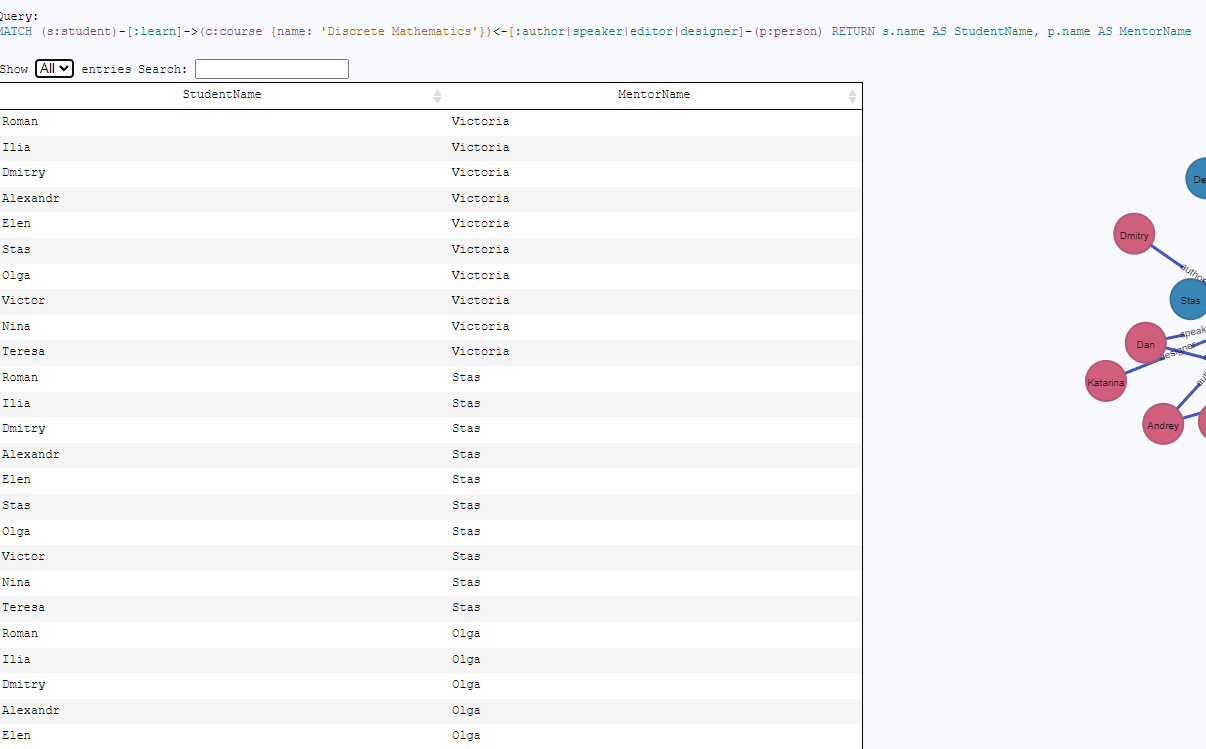 Query:
MATCH (s:student)-[:learn]->(c:course {name: 'Discrete Mathematics'})<-[:author|speaker|editor|designer]-(p:person) RETURN s.name AS StudentName, p.name AS MentorName
Show All entries Search:
StudentName MentorName
Roman Victoria
Ilia Victoria
Dmitry Victoria
Alexandr Victoria
Elen Victoria
Stas Victoria
Olga Victoria
Victor Victoria
Nina Victoria
Teresa Victoria
Roman Stas
Ilia Stas
Dmitry Stas
Alexandr Stas
Elen Stas
Stas Stas
Olga Stas
Victor Stas
Nina Stas
Teresa Stas
Roman Olga
Ilia Olga
Dmitry Olga
Alexandr Olga
Elen Olga
De
Dmitry
author
Stas
speak
Dan
designer
Katarina
Andrey